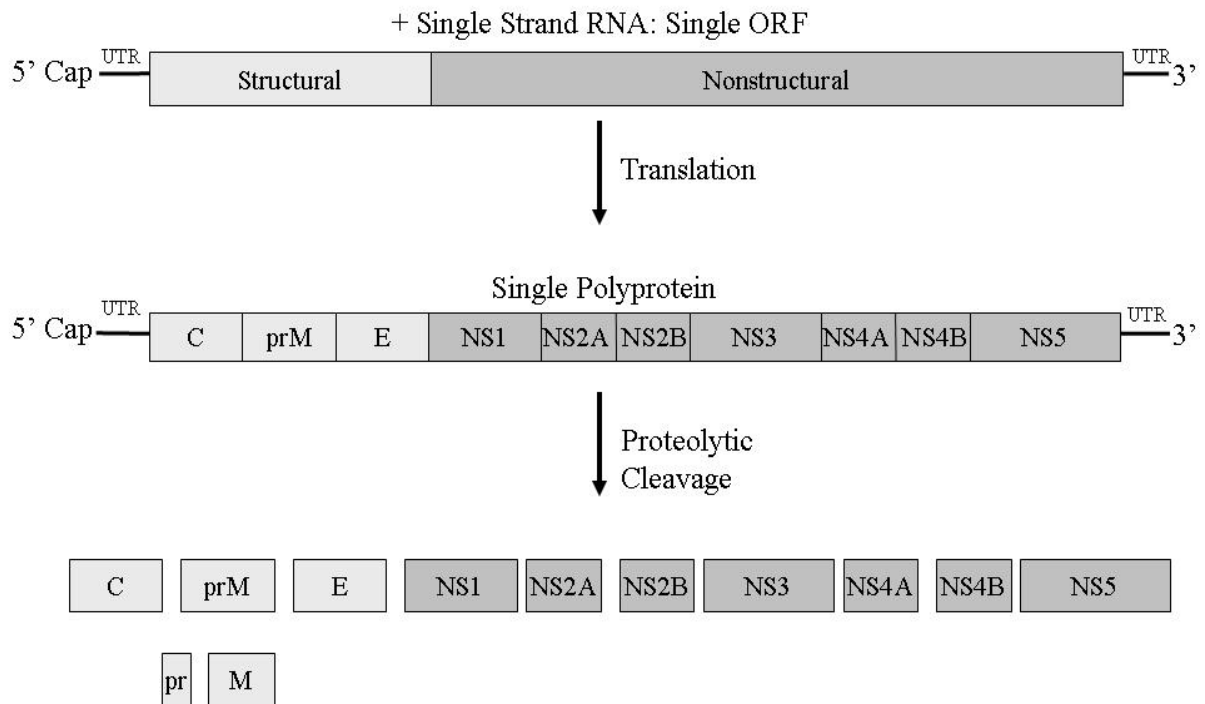 + Single Strand RNA: Single ORF
5’ Cap UTR Structural Nonstructural UTR 3’
Translation
Single Polyprotein
5’ Cap UTR C prM E NS1 NS2A NS2B NS3 NS4A NS4B NS5 UTR 3’
Proteolytic
Cleavage
C prM E NS1 NS2A NS2B NS3 NS4A NS4B NS5
pr M